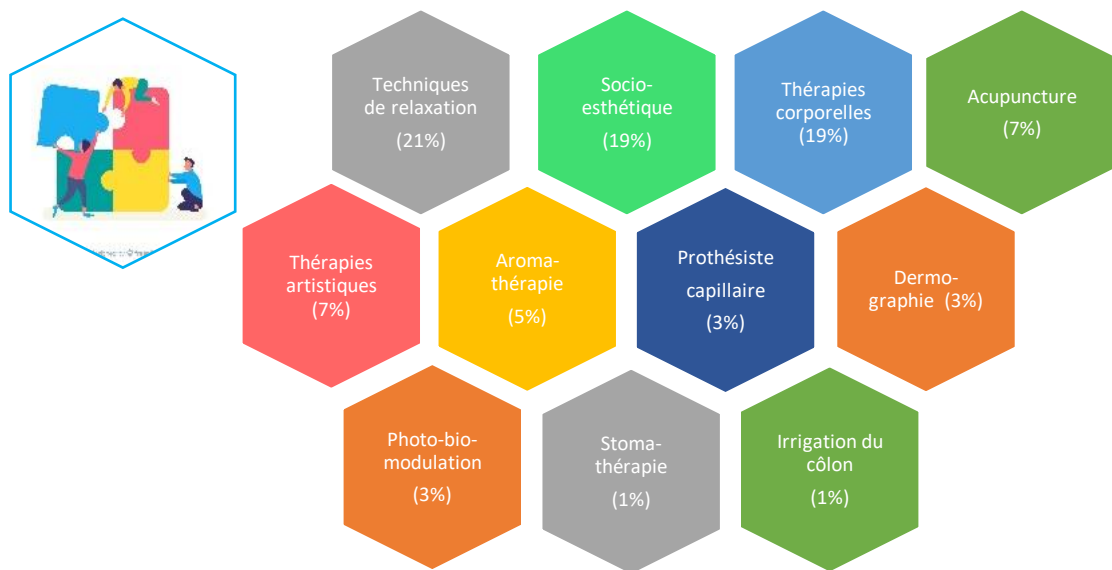 Techniques
de relaxation
(21%)
Socio-
esthétique
(19%)
Thérapies
corporelles
(19%)
Acupuncture
(7%)
Thérapies
artistiques
(7%)
Aroma-
thérapie
(5%)
Prothésiste
capillaire
(3%)
Dermo-
graphie (3%)
Photo-bio-
modulation
(3%)
Stoma-
thérapie
(1%)
Irrigation du
côlon
(1%)